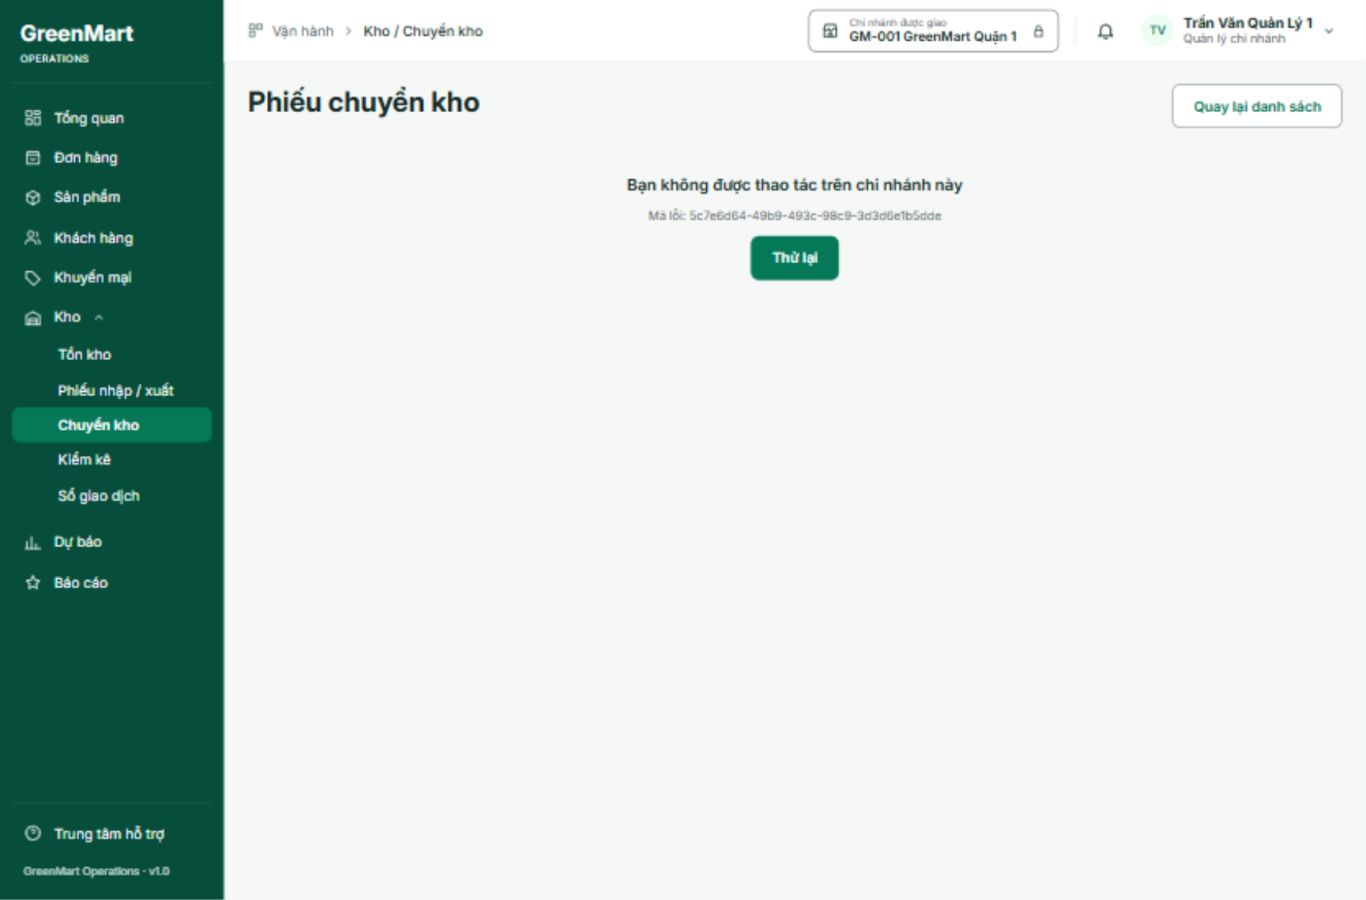 GreenMart
OPERATIONS
Tổng quan
Đơn hàng
Sản phẩm
Khách hàng
Khuyến mại
Kho
Tồn kho
Phiếu nhập / xuất
Chuyển kho
Kiểm kê
Sổ giao dịch
Dự báo
Báo cáo
Trung tâm hỗ trợ
GreenMart Operations - v1.0
Vận hành > Kho / Chuyển kho
Chi nhánh được giao
GM-001 GreenMart Quận 1
TV
Trần Văn Quản Lý 1
Quản lý chi nhánh
Phiếu chuyển kho
Quay lại danh sách
Bạn không được thao tác trên chi nhánh này
Mã lỗi: 5c7e6d64-49b9-493c-98c9-3d3d6e1b5dde
Thử lại